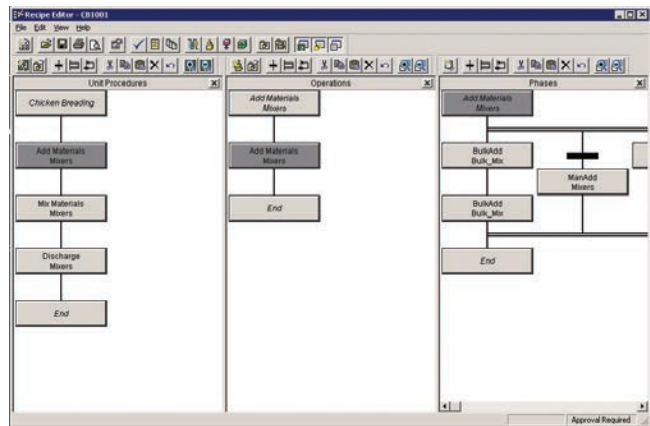 Recipe Editor - CB1001
File Edit View Help
Unit Procedures
Chicken Breading
Add Materials
Mixers
Mix Materials
Mixers
Discharge
Mixers
End
Operations
Add Materials
Mixers
Add Materials
Mixers
End
Phases
Add Materials
Mixers
BulkAdd
Bulk_Mix
ManAdd
Mixers
BulkAdd
Bulk_Mix
End
Approval Required